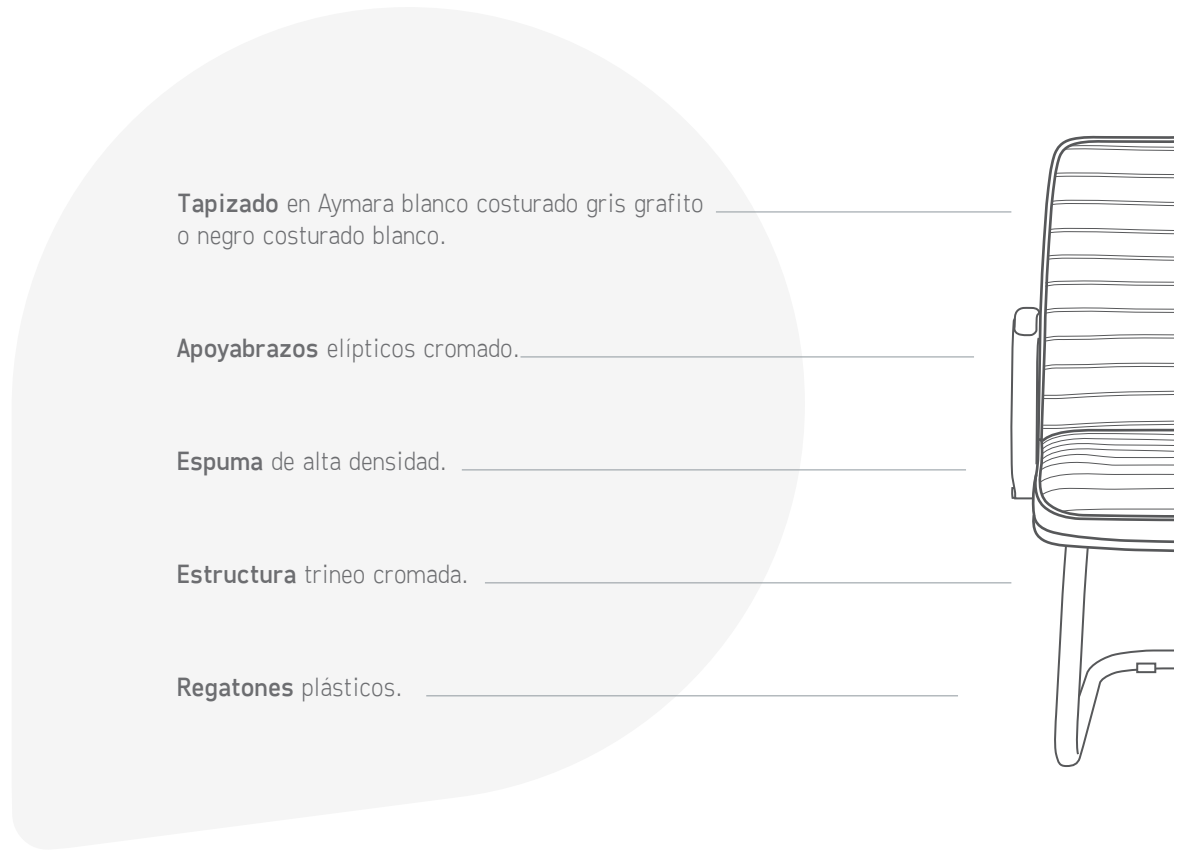 Tapizado en Aymara blanco costurado gris grafito
o negro costurado blanco.
Apoyabrazos elípticos cromado.
Espuma de alta densidad.
Estructura trineo cromada.
Regatones plásticos.